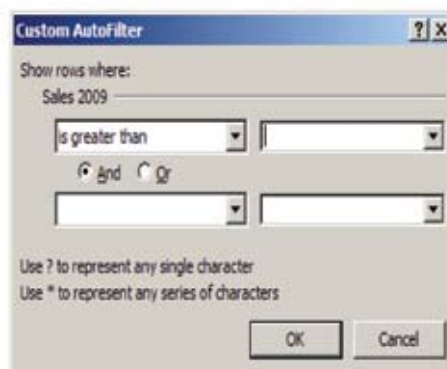 Custom AutoFilter ? X
Show rows where:
Sales 2009
is greater than
And Or
Use ? to represent any single character
Use * to represent any series of characters
OK Cancel